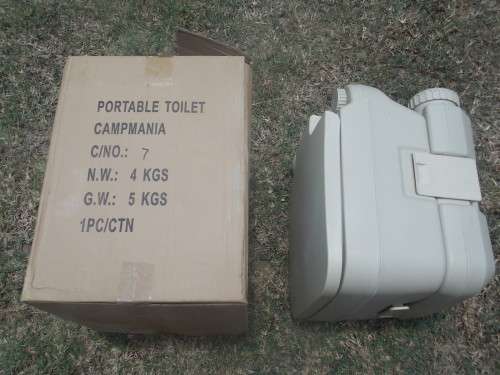 PORTABLE TOILET
CAMPMANIA
C/NO.: 7
N.W.: 4 KGS
G.W.: 5 KGS
1PC/CTN